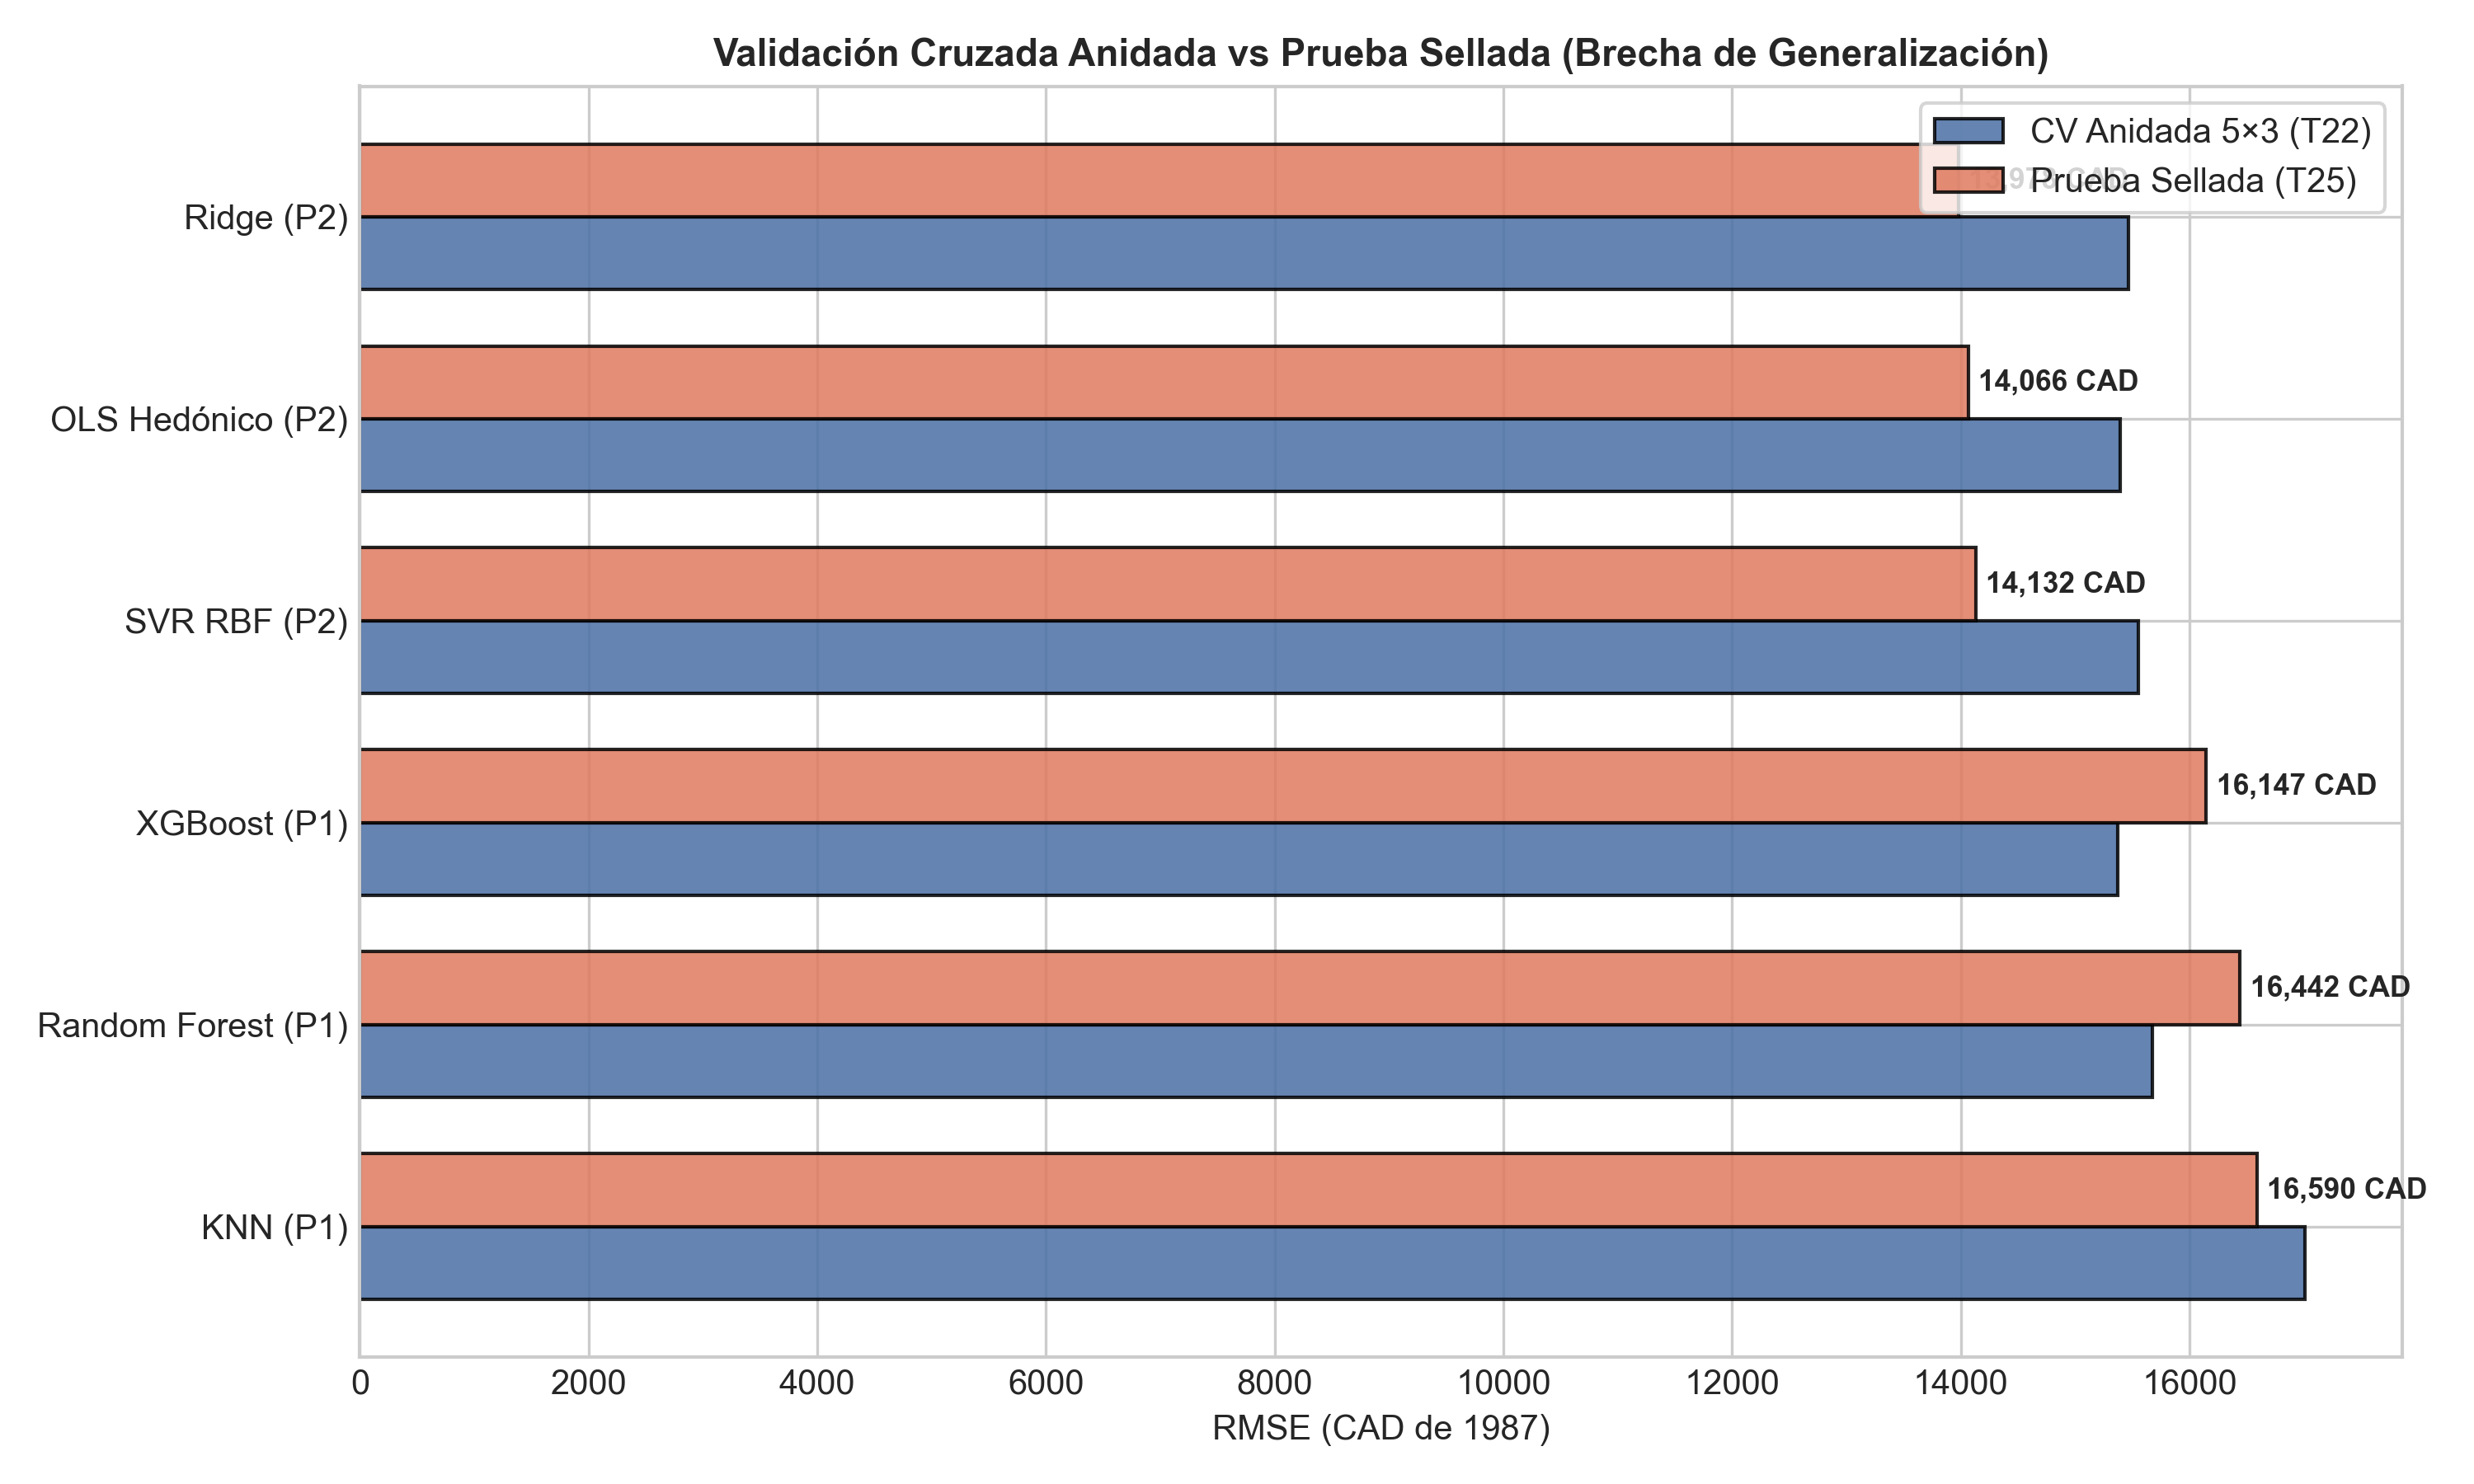 Validación Cruzada Anidada vs Prueba Sellada (Brecha de Generalización)
CV Anidada 5×3 (T22)
Prueba Sellada (T25)
Ridge (P2)
OLS Hedónico (P2)
14,066 CAD
SVR RBF (P2)
14,132 CAD
XGBoost (P1)
16,147 CAD
Random Forest (P1)
16,442 CAD
KNN (P1)
16,590 CAD
0 2000 4000 6000 8000 10000 12000 14000 16000
RMSE (CAD de 1987)